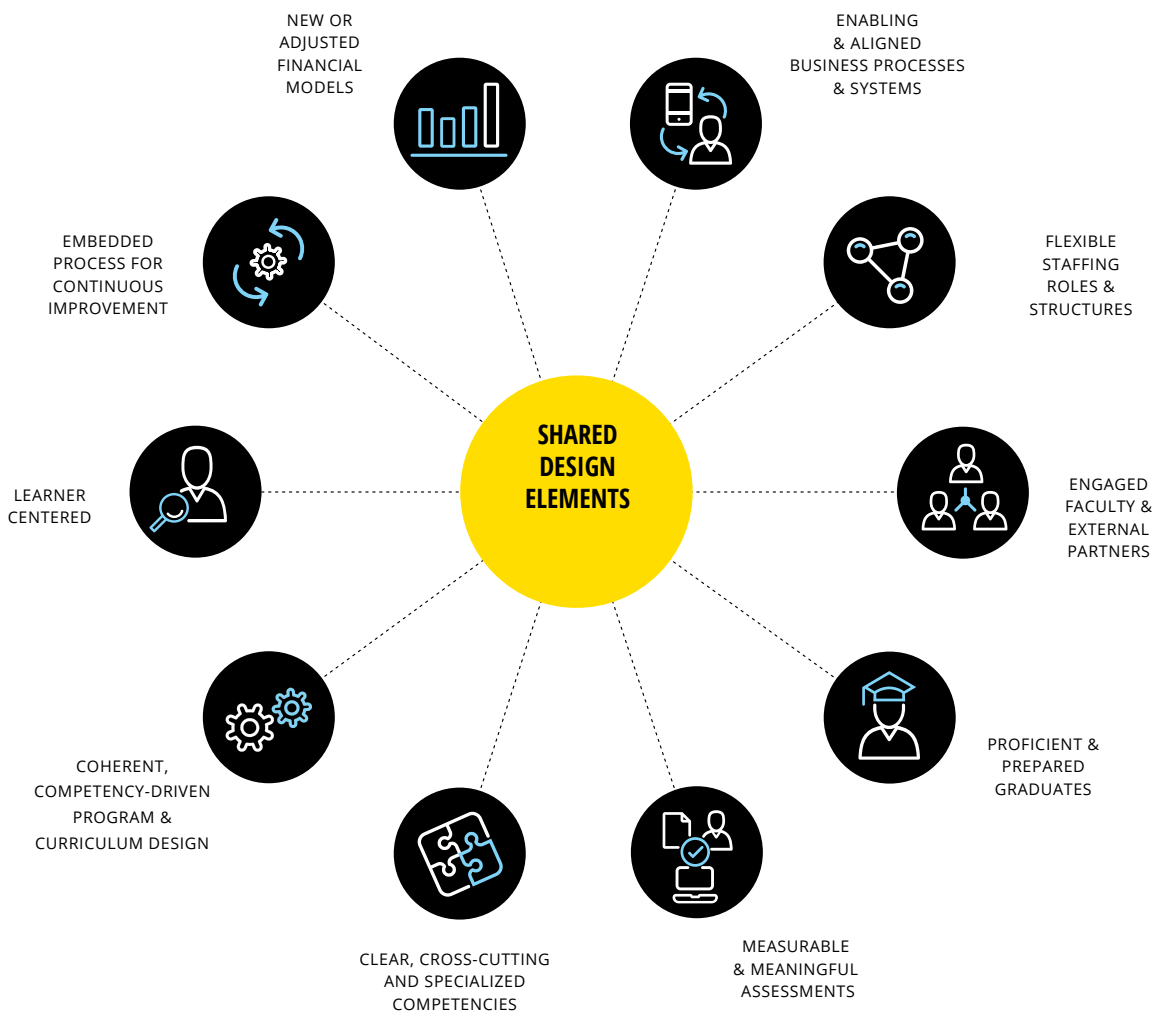 NEW OR
ADJUSTED
FINANCIAL
MODELS
ENABLING
& ALIGNED
BUSINESS PROCESSES
& SYSTEMS
EMBEDDED
PROCESS FOR
CONTINUOUS
IMPROVEMENT
FLEXIBLE
STAFFING
ROLES &
STRUCTURES
SHARED
DESIGN
ELEMENTS
LEARNER
CENTERED
ENGAGED
FACULTY &
EXTERNAL
PARTNERS
COHERENT,
COMPETENCY-DRIVEN
PROGRAM &
CURRICULUM DESIGN
PROFICIENT &
PREPARED
GRADUATES
CLEAR, CROSS-CUTTING
AND SPECIALIZED
COMPETENCIES
MEASURABLE
& MEANINGFUL
ASSESSMENTS